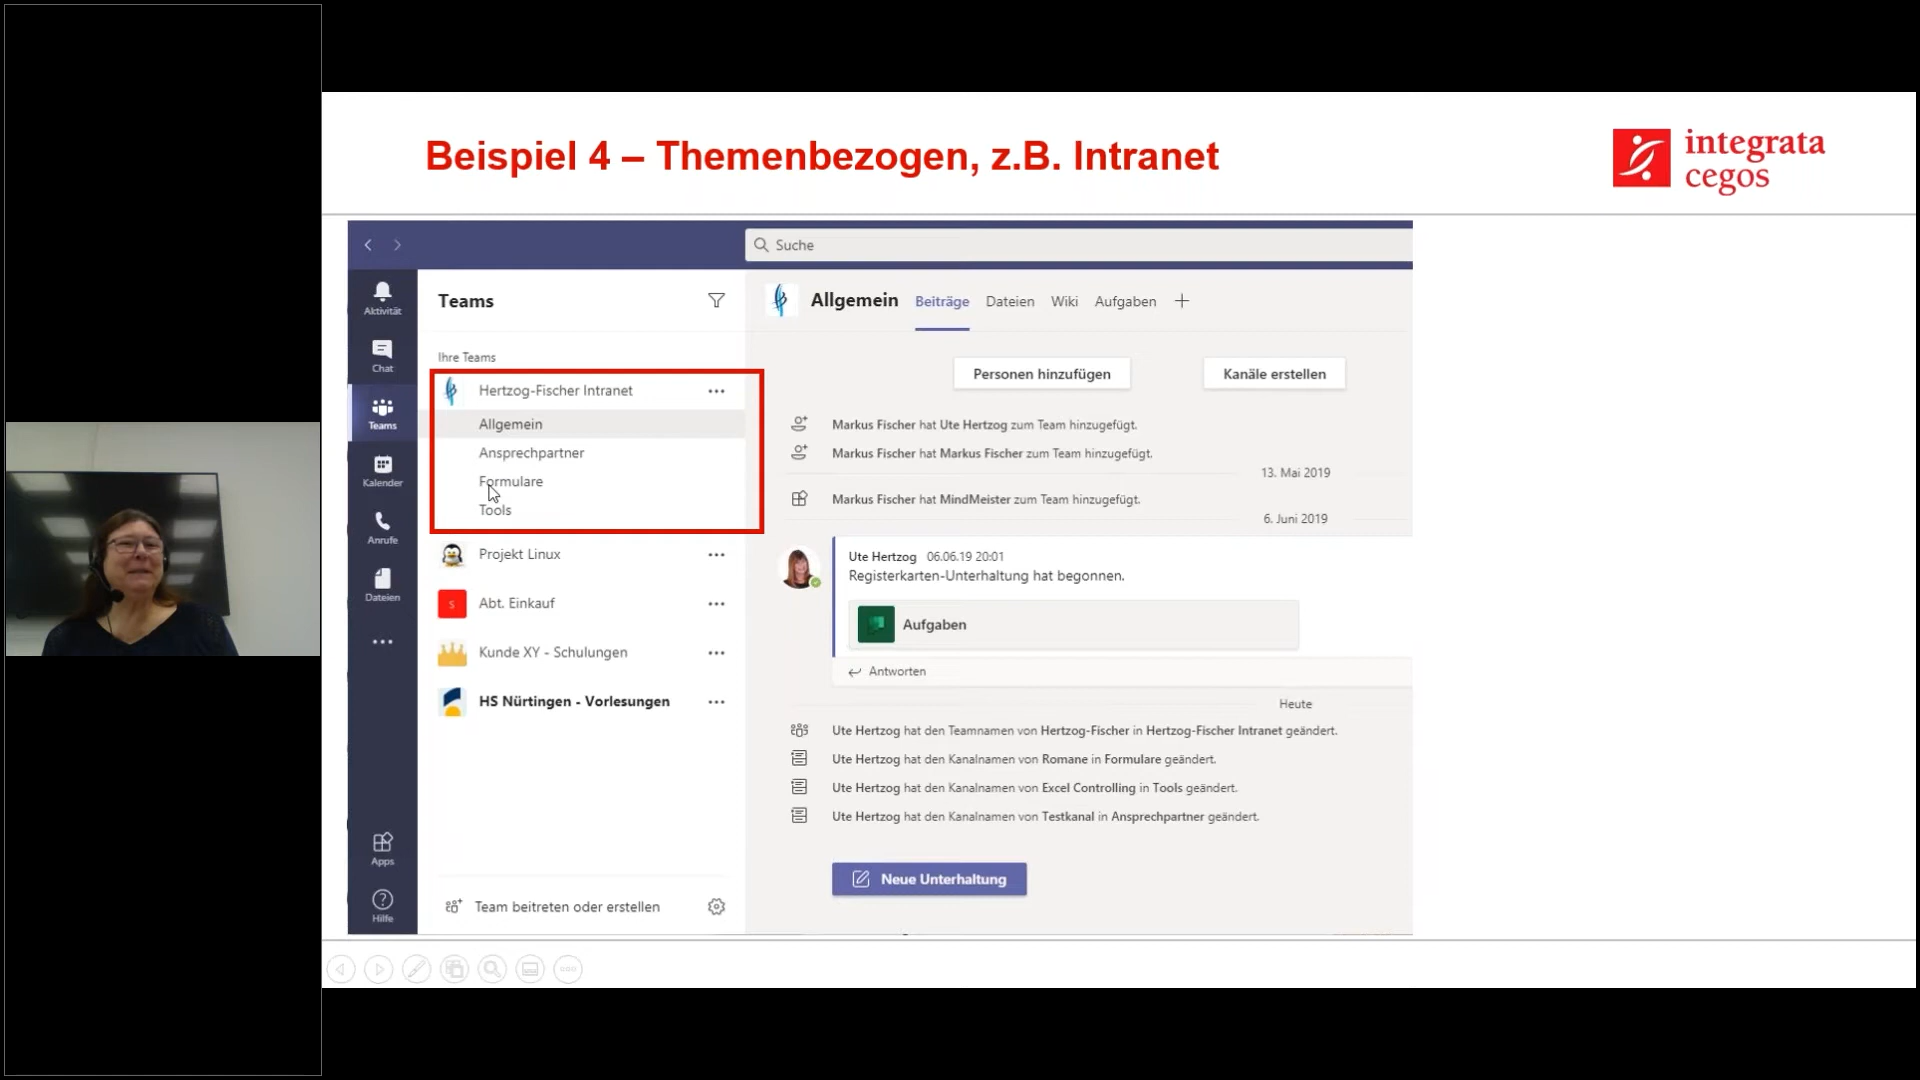 Beispiel 4 – Themenbezogen, z.B. Intranet
integrata
cegos
Suche
Aktivität
Chat
Teams
Kalender
Anrufe
Dateien
Apps
Hilfe
Teams
Ihre Teams
Hertzog-Fischer Intranet
Allgemein
Ansprechpartner
Formulare
Tools
Projekt Linux
S
Abt. Einkauf
Kunde XY - Schulungen
HS Nürtingen - Vorlesungen
Team beitreten oder erstellen
Allgemein Beiträge Dateien Wiki Aufgaben
Personen hinzufügen Kanäle erstellen
Markus Fischer hat Ute Hertzog zum Team hinzugefügt.
Markus Fischer hat Markus Fischer zum Team hinzugefügt.
13. Mai 2019
Markus Fischer hat MindMeister zum Team hinzugefügt.
6. Juni 2019
Ute Hertzog 06.06.19 20:01
Registerkarten-Unterhaltung hat begonnen.
Aufgaben
Antworten
Heute
Ute Hertzog hat den Teamnamen von Hertzog-Fischer in Hertzog-Fischer Intranet geändert.
Ute Hertzog hat den Kanalnamen von Romane in Formulare geändert.
Ute Hertzog hat den Kanalnamen von Excel Controlling in Tools geändert.
Ute Hertzog hat den Kanalnamen von Testkanal in Ansprechpartner geändert.
Neue Unterhaltung